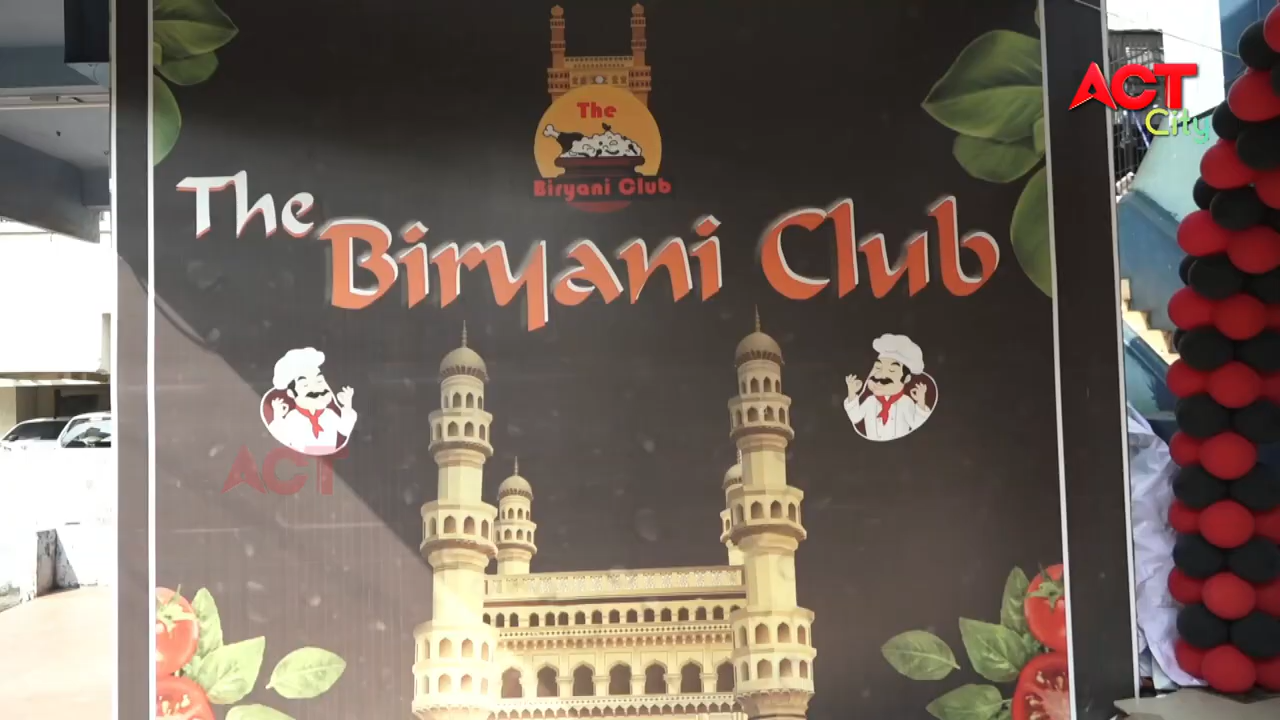 The
Biryani Club
The Biryani Club
ACT
City
ACT